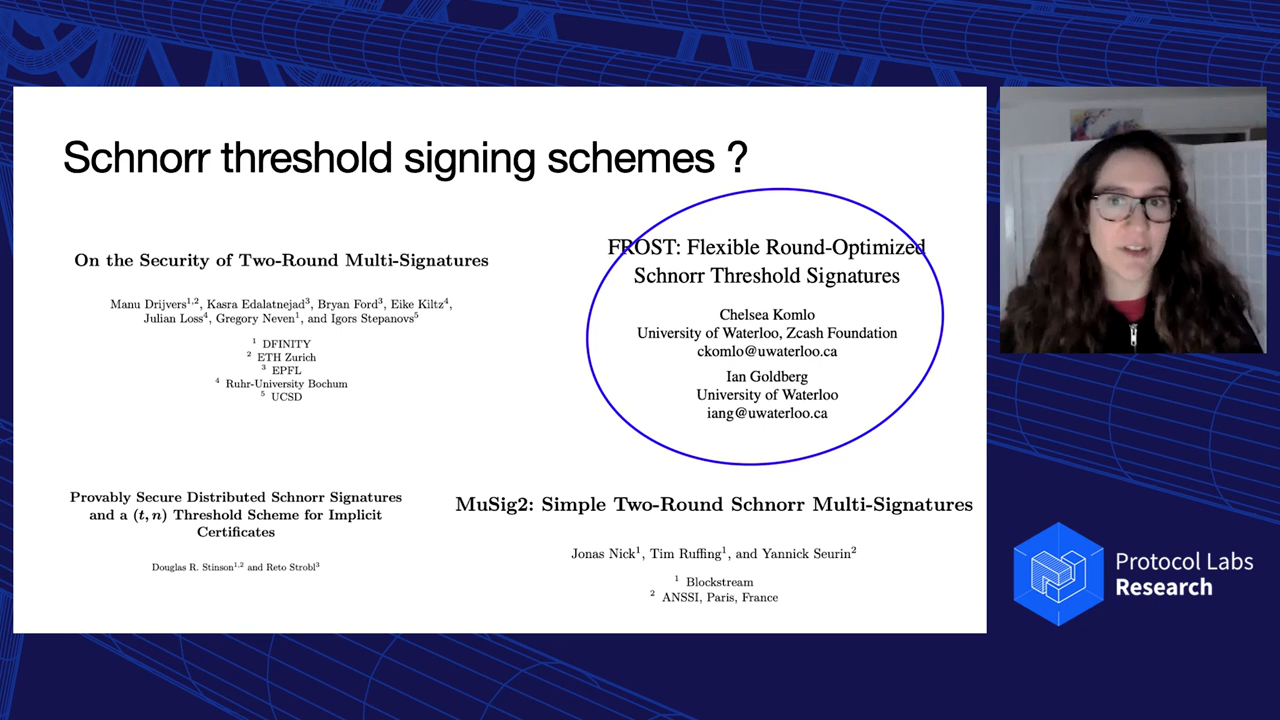 Schnorr threshold signing schemes ?
On the Security of Two-Round Multi-Signatures
Manu Drijvers1,2, Kasra Edalatnejad3, Bryan Ford3, Eike Kiltz4,
Julian Loss4, Gregory Neven1, and Igors Stepanovs5
1 DFINITY
2 ETH Zurich
3 EPFL
4 Ruhr-University Bochum
5 UCSD
FROST: Flexible Round-Optimized
Schnorr Threshold Signatures
Chelsea Komlo
University of Waterloo, Zcash Foundation
ckomlo@uwaterloo.ca
Ian Goldberg
University of Waterloo
iang@uwaterloo.ca
Provably Secure Distributed Schnorr Signatures
and a (t, n) Threshold Scheme for Implicit
Certificates
Douglas R. Stinson1,2 and Reto Strobl3
MuSig2: Simple Two-Round Schnorr Multi-Signatures
Jonas Nick1, Tim Ruffing1, and Yannick Seurin2
1 Blockstream
2 ANSSI, Paris, France
Protocol Labs
Research